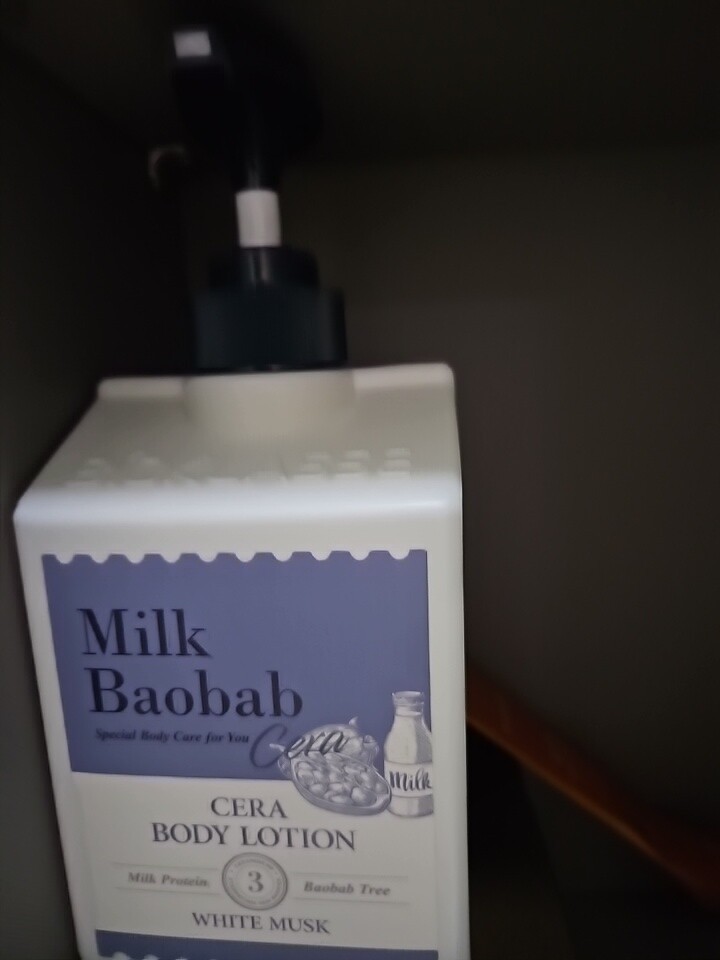 Milk
Baobab
Special Body Care for You
Cera
Milk
CERA
BODY LOTION
Milk Protein 3 Baobab Tree
WHITE MUSK